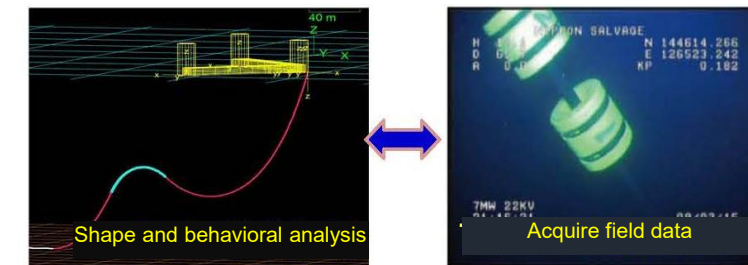 40 m
Z
Y
X
x
y
z
x
z
Shape and behavioral analysis
SALVAGE
H
N 144614.266
D
E 126523.242
R
KP 0.182
7MW 22KV
Acquire field data